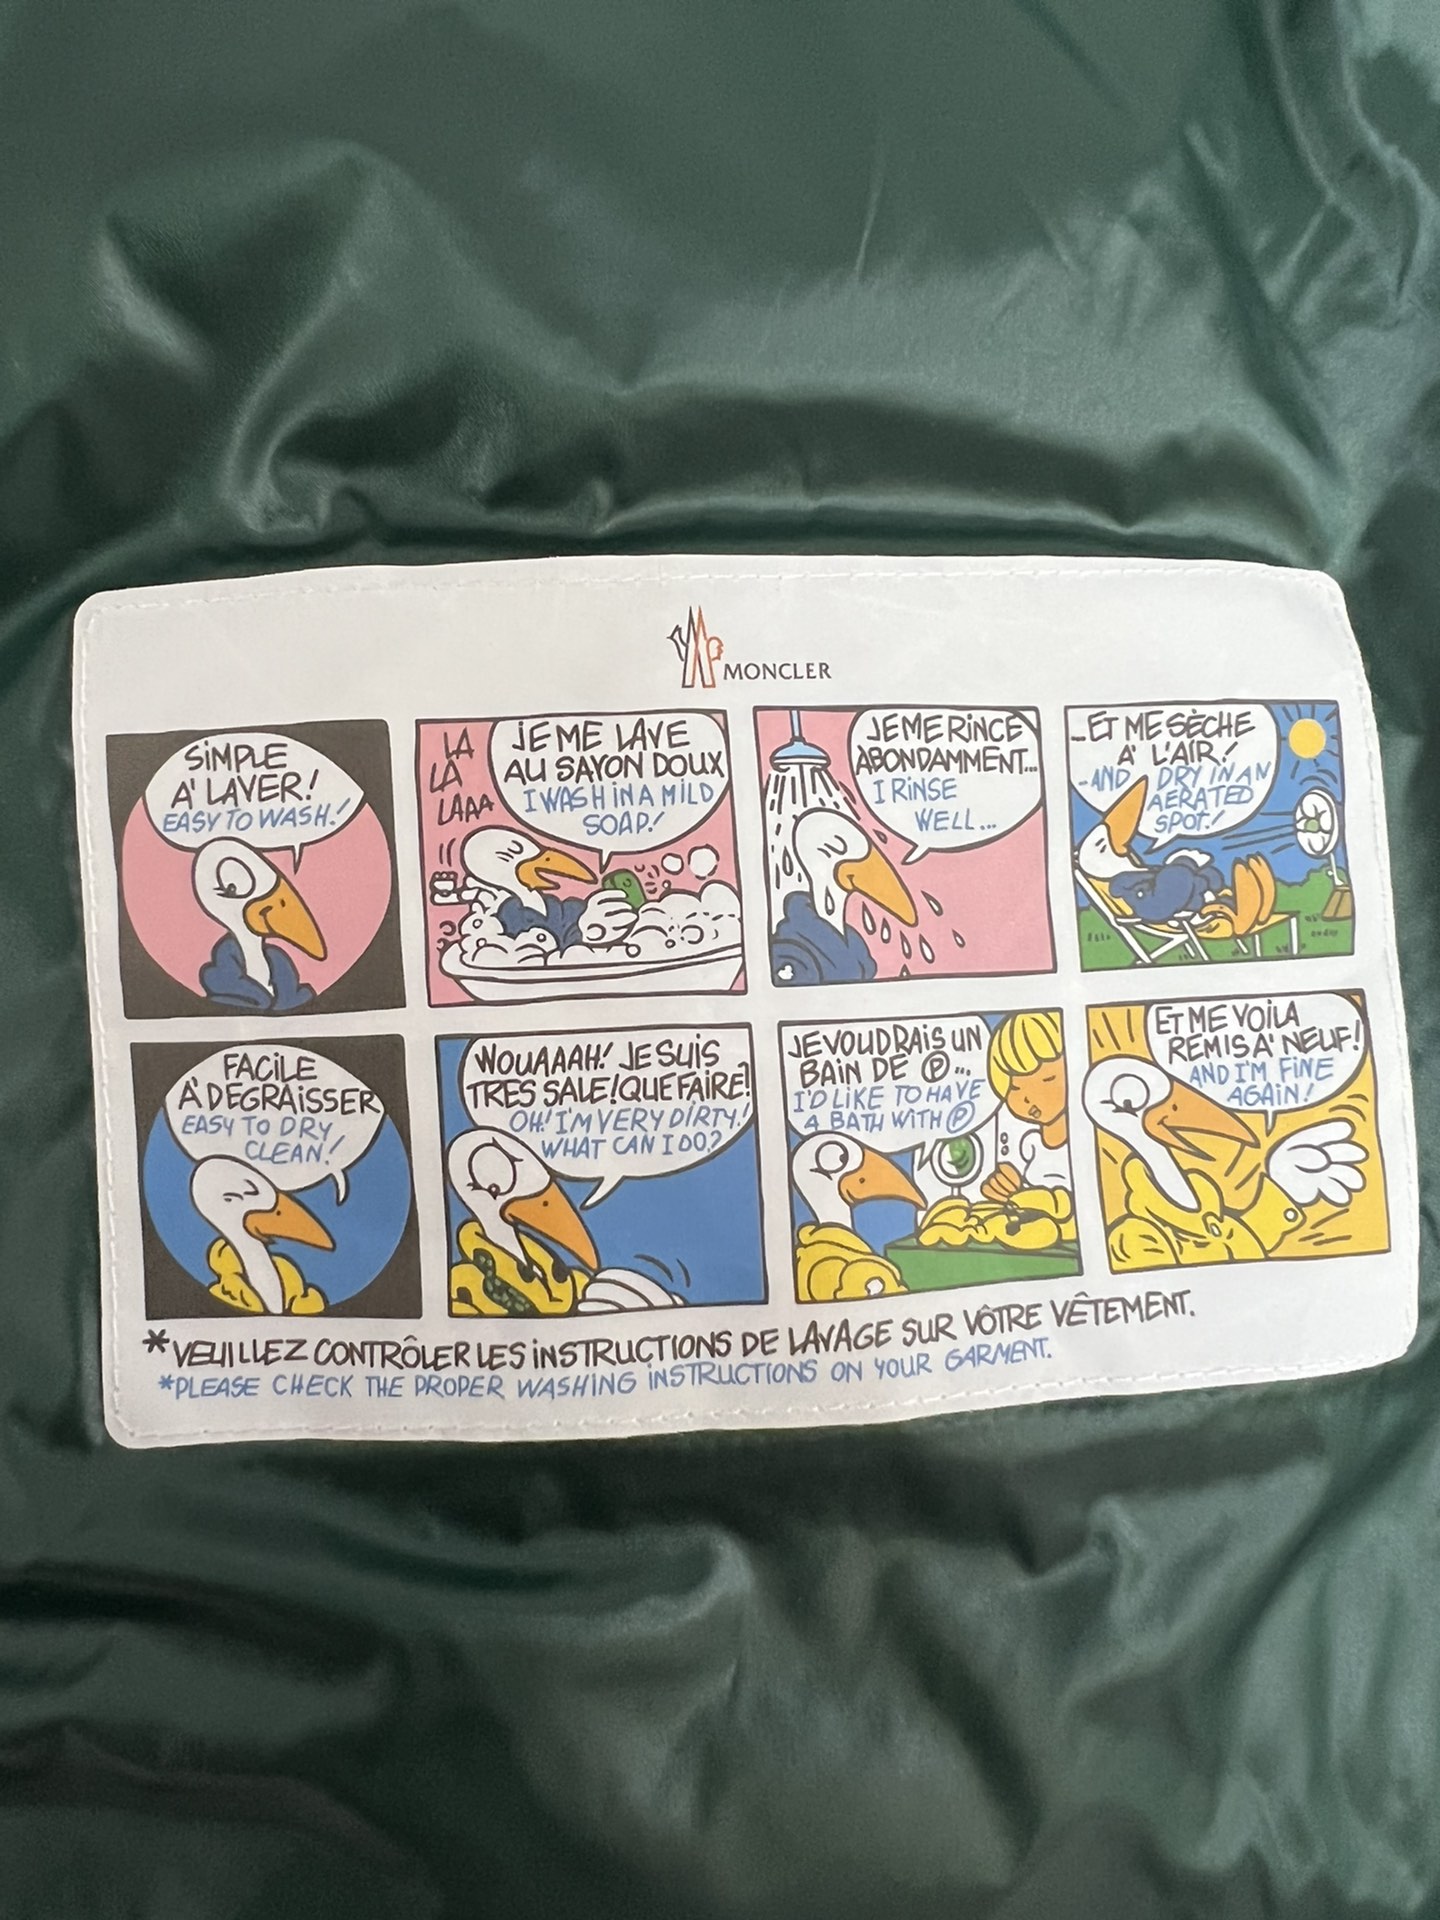 MONCLER
SIMPLE
A' LAVER!
EASY TO WASH!
LA
LA
LAAA
JE ME LAVE
AU SAVON DOUX
I WASH IN A MILD
SOAP!
JE ME RINCE
ABONDAMMENT...
I RINSE
WELL...
...ET ME SÈCHE
A' L'AIR!
-AND DRY IN AN
AERATED
SPOT!
FACILE
A' DEGRAISSER
EASY TO DRY
CLEAN!
WOUAAAH! JE SUIS
TRES SALE! QUE FAIRE?
OH! I'M VERY DIRTY!
WHAT CAN I DO?
JE VOUDRAIS UN
BAIN DE Ⓟ...
I'D LIKE TO HAVE
A BATH WITH Ⓟ
ET ME VOILA
REMIS A' NEUF!
AND I'M FINE
AGAIN!
*VEUILLEZ CONTRÔLER LES INSTRUCTIONS DE LAVAGE SUR VÔTRE VÊTEMENT.
*PLEASE CHECK THE PROPER WASHING INSTRUCTIONS ON YOUR GARMENT.